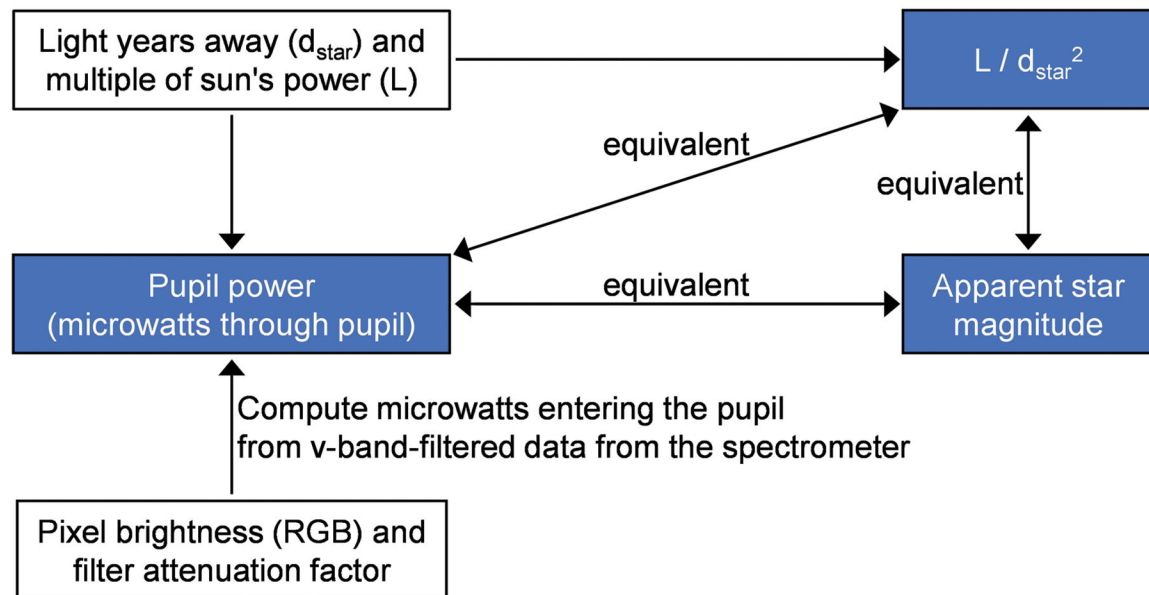 Light years away (d_star) and
multiple of sun's power (L)
L / d_star²
equivalent
equivalent
Pupil power
(microwatts through pupil)
equivalent
Apparent star
magnitude
Compute microwatts entering the pupil
from v-band-filtered data from the spectrometer
Pixel brightness (RGB) and
filter attenuation factor